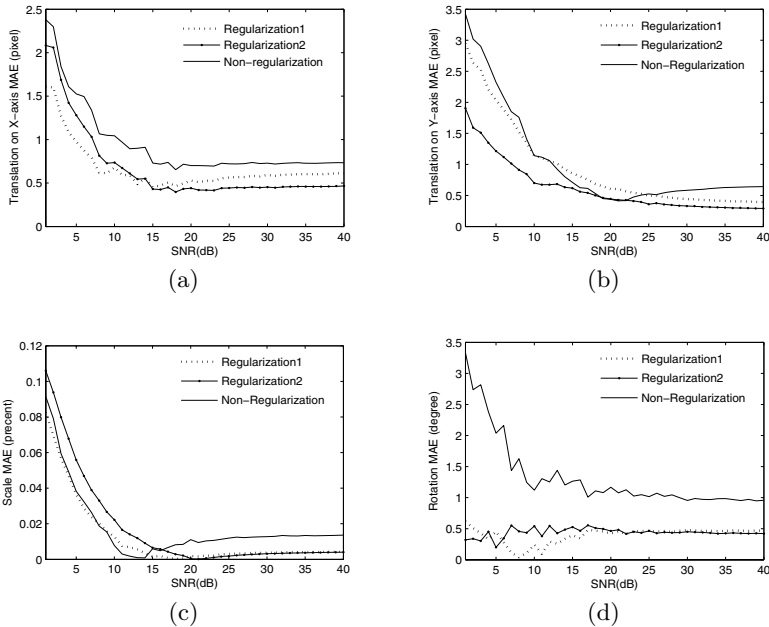 2.5
2
1.5
1
0.5
0
Translation on X−axis MAE (pixel)
Regularization1
Regularization2
Non−regularization
5 10 15 20 25 30 35 40
SNR(dB)
(a)
3.5
3
2.5
2
1.5
1
0.5
0
Translation on Y−axis MAE (pixel)
Regularization1
Regularization2
Non−Regularization
5 10 15 20 25 30 35 40
SNR(dB)
(b)
0.12
0.1
0.08
0.06
0.04
0.02
0
Scale MAE (precent)
Regularization1
Regularization2
Non−Regularization
5 10 15 20 25 30 35 40
SNR(dB)
(c)
3.5
3
2.5
2
1.5
1
0.5
0
Rotation MAE (degree)
Regularization1
Regularization2
Non−Regularization
5 10 15 20 25 30 35 40
SNR(dB)
(d)